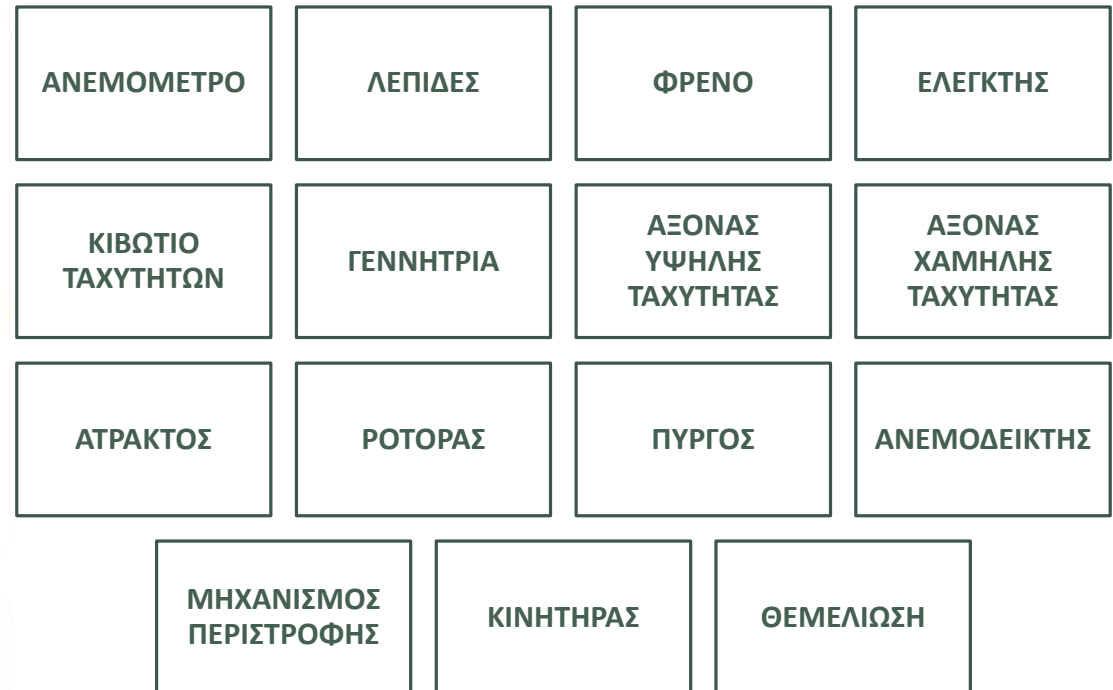 ΑΝΕΜΟΜΕΤΡΟ
ΛΕΠΙΔΕΣ
ΦΡΕΝΟ
ΕΛΕΓΚΤΗΣ
ΚΙΒΩΤΙΟ
ΤΑΧΥΤΗΤΩΝ
ΓΕΝΝΗΤΡΙΑ
ΑΞΟΝΑΣ
ΥΨΗΛΗΣ
ΤΑΧΥΤΗΤΑΣ
ΑΞΟΝΑΣ
ΧΑΜΗΛΗΣ
ΤΑΧΥΤΗΤΑΣ
ΑΤΡΑΚΤΟΣ
ΡΟΤΟΡΑΣ
ΠΥΡΓΟΣ
ΑΝΕΜΟΔΕΙΚΤΗΣ
ΜΗΧΑΝΙΣΜΟΣ
ΠΕΡΙΣΤΡΟΦΗΣ
ΚΙΝΗΤΗΡΑΣ
ΘΕΜΕΛΙΩΣΗ